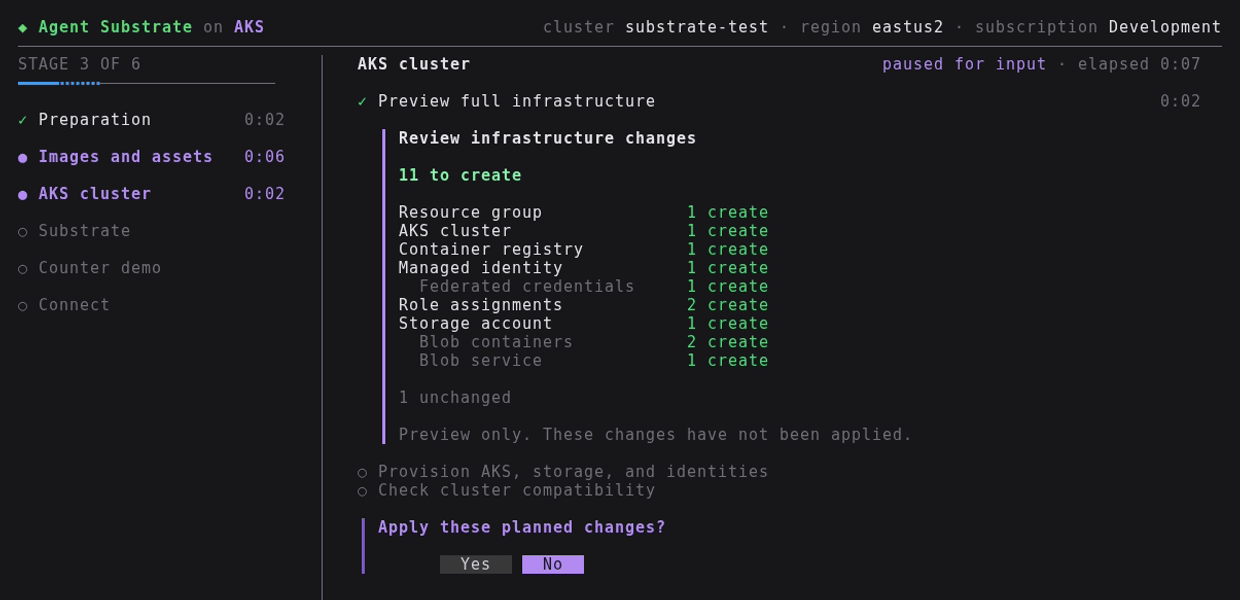 ◆ Agent Substrate on AKS
cluster substrate-test · region eastus2 · subscription Development
STAGE 3 OF 6
✓ Preparation 0:02
● Images and assets 0:06
● AKS cluster 0:02
○ Substrate
○ Counter demo
○ Connect
AKS cluster
paused for input · elapsed 0:07
✓ Preview full infrastructure 0:02
Review infrastructure changes
11 to create
Resource group 1 create
AKS cluster 1 create
Container registry 1 create
Managed identity 1 create
Federated credentials 1 create
Role assignments 2 create
Storage account 1 create
Blob containers 2 create
Blob service 1 create
1 unchanged
Preview only. These changes have not been applied.
○ Provision AKS, storage, and identities
○ Check cluster compatibility
Apply these planned changes?
Yes No